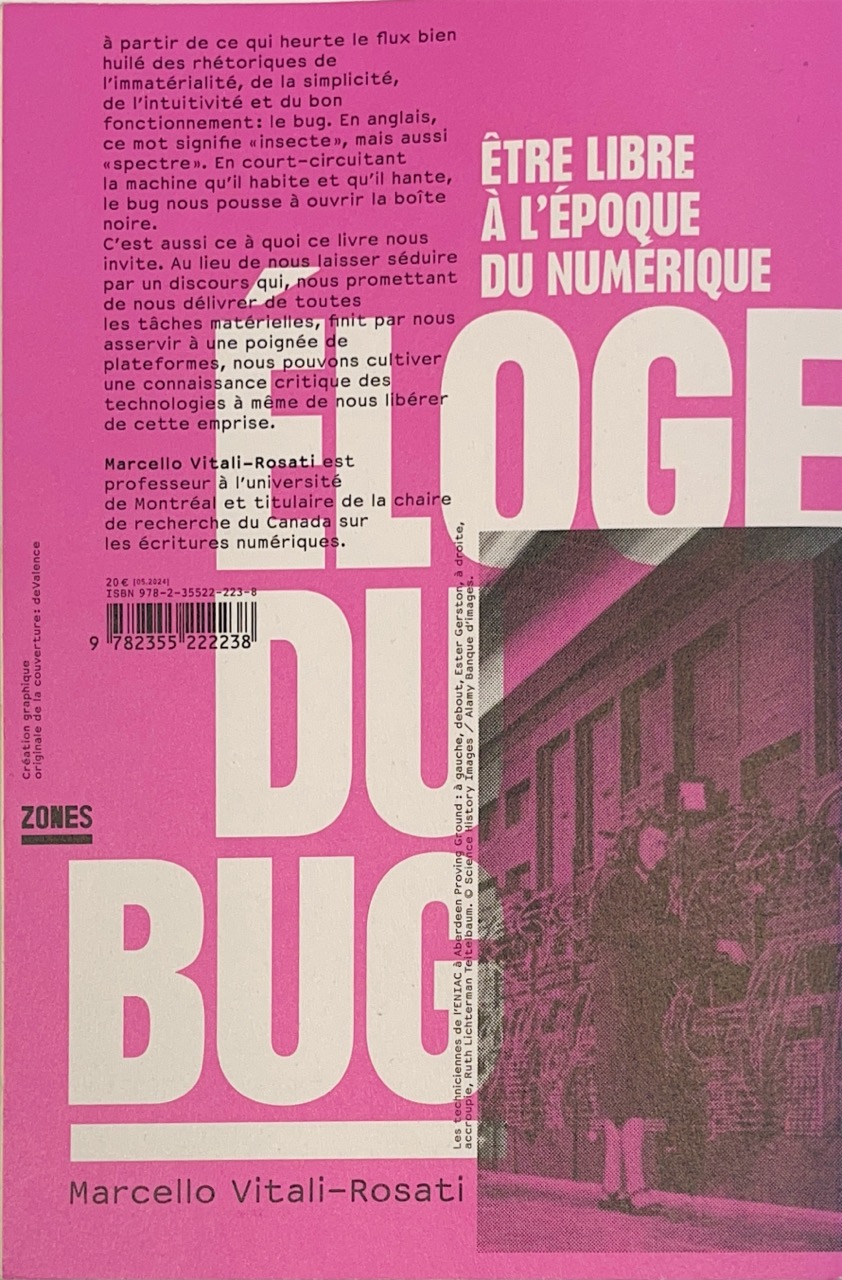 à partir de ce qui heurte le flux bien
huilé des rhétoriques de
l'immatérialité, de la simplicité,
de l'intuitivité et du bon
fonctionnement : le bug. En anglais,
ce mot signifie «insecte», mais aussi
«spectre». En court-circuitant
la machine qu'il habite et qu'il hante,
le bug nous pousse à ouvrir la boîte
noire.
C'est aussi ce à quoi ce livre nous
invite. Au lieu de nous laisser séduire
par un discours qui, nous promettant
de nous délivrer de toutes
les tâches matérielles, finit par nous
asservir à une poignée de
plateformes, nous pouvons cultiver
une connaissance critique des
technologies à même de nous libérer
de cette emprise.
Marcello Vitali-Rosati est
professeur à l'université
de Montréal et titulaire de la chaire
de recherche du Canada sur
les écritures numériques.
20 € [05.2024]
ISBN 978-2-35522-223-8
9 782355 222238
Création graphique
originale de la couverture : deValence
ZONES
ÊTRE LIBRE
À L'ÉPOQUE
DU NUMÉRIQUE
ÉLOGE
DU
BUG
Les techniciennes de l'ENIAC à Aberdeen Proving Ground : à gauche, debout, Ester Gerston, à droite,
accroupie, Ruth Lichterman Teitelbaum. © Science History Images / Alamy Banque d'images.
Marcello Vitali-Rosati